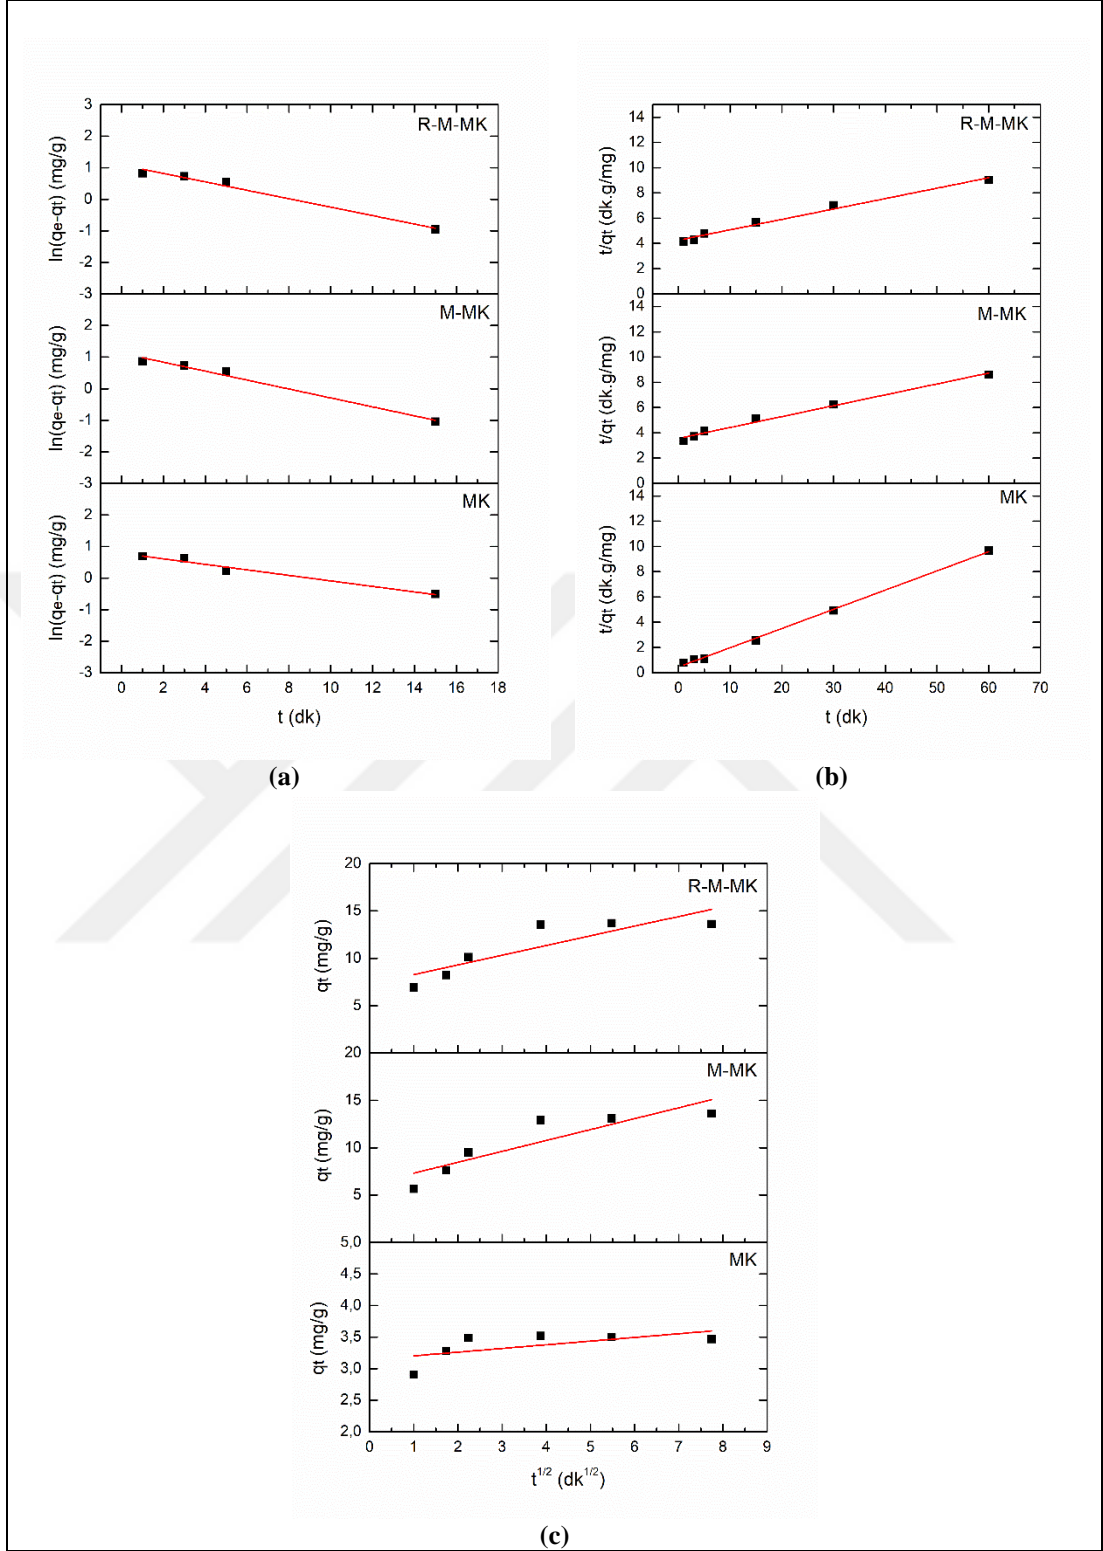 3
R-M-MK
2
1
0
-1
-2
-3
ln(qe-qt) (mg/g)
M-MK
2
1
0
-1
-2
-3
ln(qe-qt) (mg/g)
MK
2
1
0
-1
-2
-3
ln(qe-qt) (mg/g)
0 2 4 6 8 10 12 14 16 18
t (dk)
(a)
14
R-M-MK
12
10
8
6
4
2
0
t/qt (dk.g/mg)
14
M-MK
12
10
8
6
4
2
0
t/qt (dk.g/mg)
14
MK
12
10
8
6
4
2
0
t/qt (dk.g/mg)
0 10 20 30 40 50 60 70
t (dk)
(b)
20
R-M-MK
15
10
5
qt (mg/g)
20
M-MK
15
10
5
qt (mg/g)
5,0
MK
4,5
4,0
3,5
3,0
2,5
2,0
qt (mg/g)
0 1 2 3 4 5 6 7 8 9
t1/2 (dk1/2)
(c)